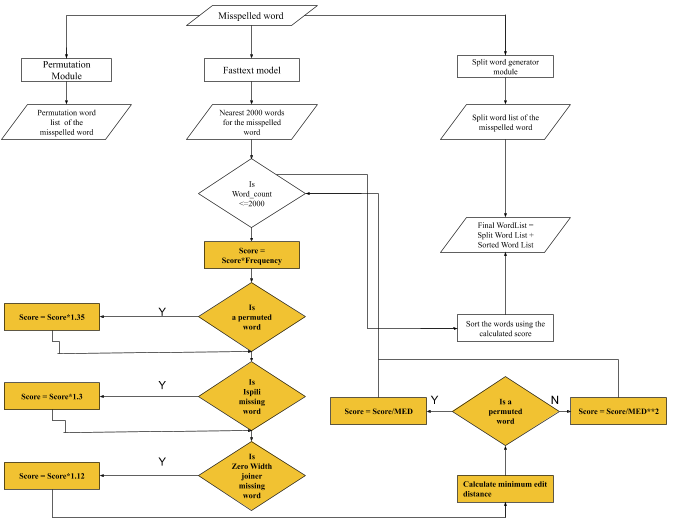 Misspelled word
Permutation
Module
Fasttext model
Split word generator
module
Permutation word
list of the
misspelled word
Nearest 2000 words
for the misspelled
word
Split word list of the
misspelled word
Is
Word_count
<=2000
Final WordList =
Split Word List +
Sorted Word List
Score =
Score*Frequency
Score = Score*1.35
Y
Is
a permuted
word
Sort the words using the
calculated score
Score = Score*1.3
Y
Is
Ispili
missing
word
Score = Score/MED
Y
Is a
permuted
word
N
Score = Score/MED**2
Score = Score*1.12
Y
Is
Zero Width
joiner
missing
word
Calculate minimum edit
distance